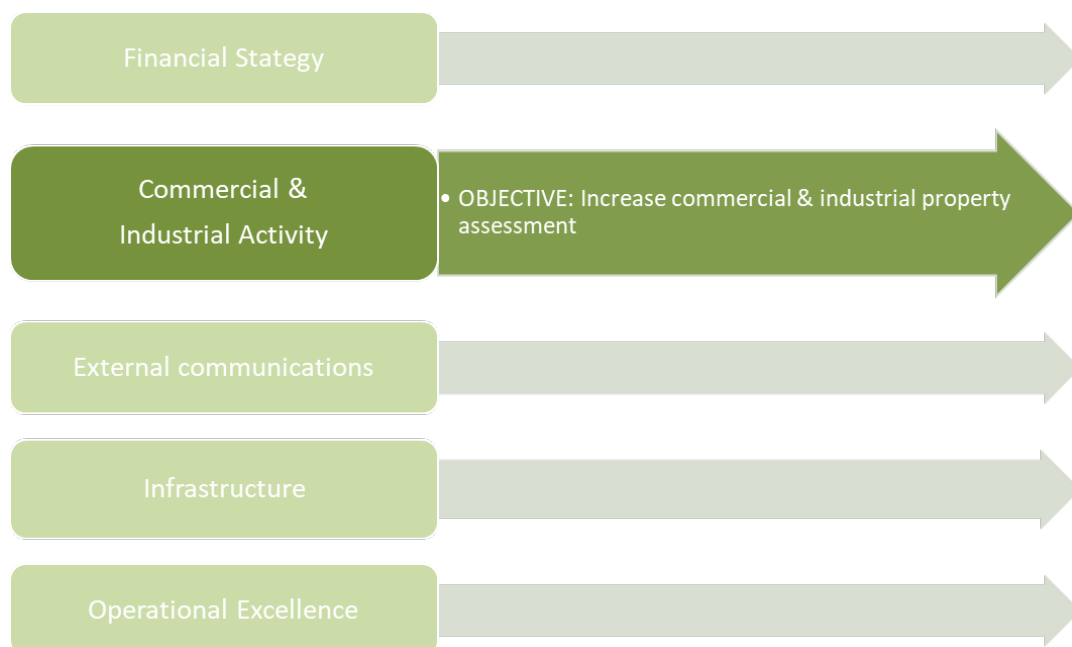 Financial Stategy
Commercial &
Industrial Activity
• OBJECTIVE: Increase commercial & industrial property
assessment
External communications
Infrastructure
Operational Excellence